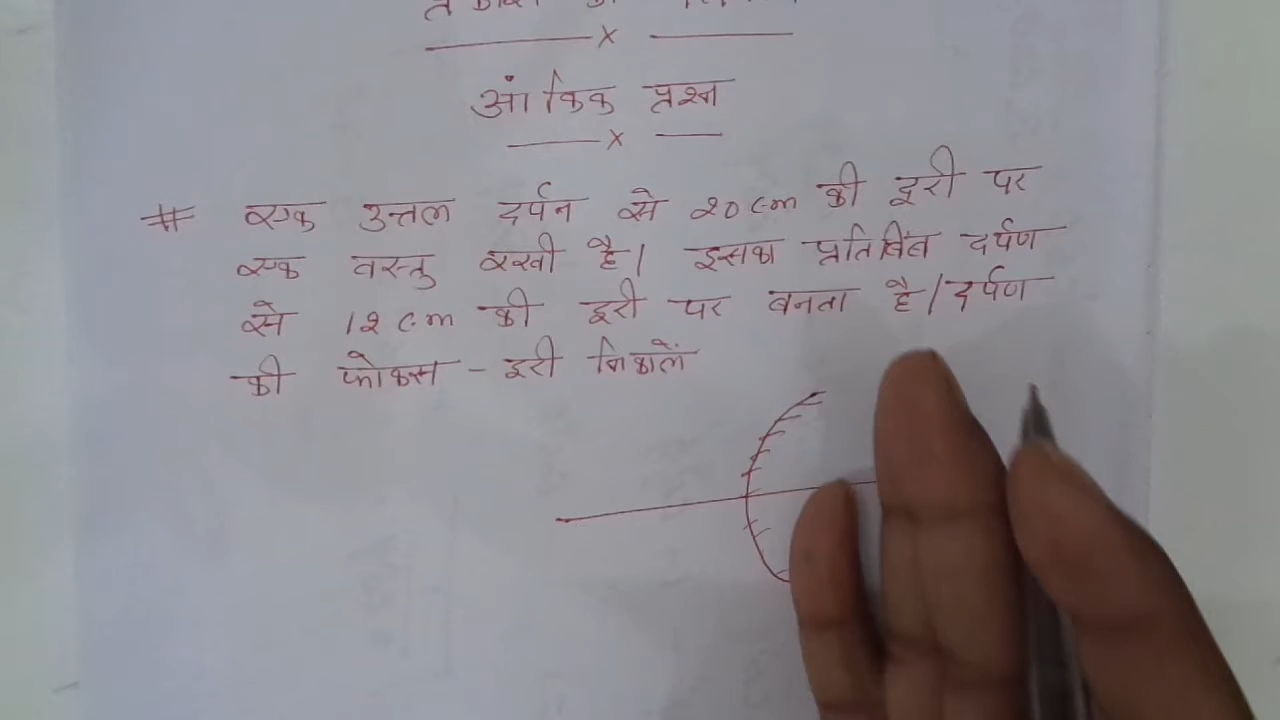 आंकिक प्रश्न
# एक उत्तल दर्पन से 20 cm की दूरी पर
एक वस्तु रखी है। इसका प्रतिबिंब दर्पण
से 12 cm की दूरी पर बनता है। दर्पण
की फोकस - दूरी निकालें